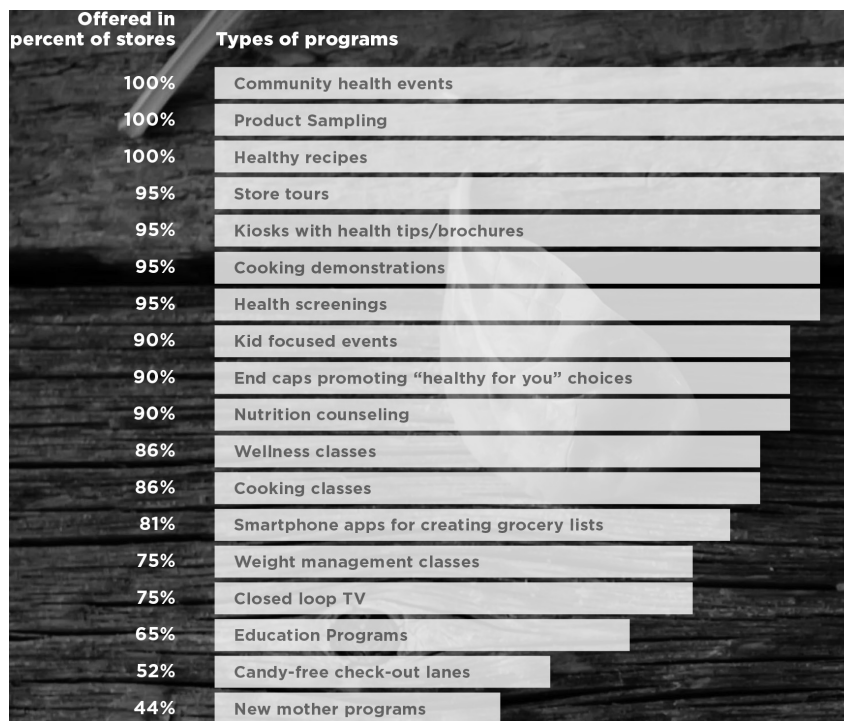 Offered in
percent of stores Types of programs
100% Community health events
100% Product Sampling
100% Healthy recipes
95% Store tours
95% Kiosks with health tips/brochures
95% Cooking demonstrations
95% Health screenings
90% Kid focused events
90% End caps promoting “healthy for you” choices
90% Nutrition counseling
86% Wellness classes
86% Cooking classes
81% Smartphone apps for creating grocery lists
75% Weight management classes
75% Closed loop TV
65% Education Programs
52% Candy-free check-out lanes
44% New mother programs